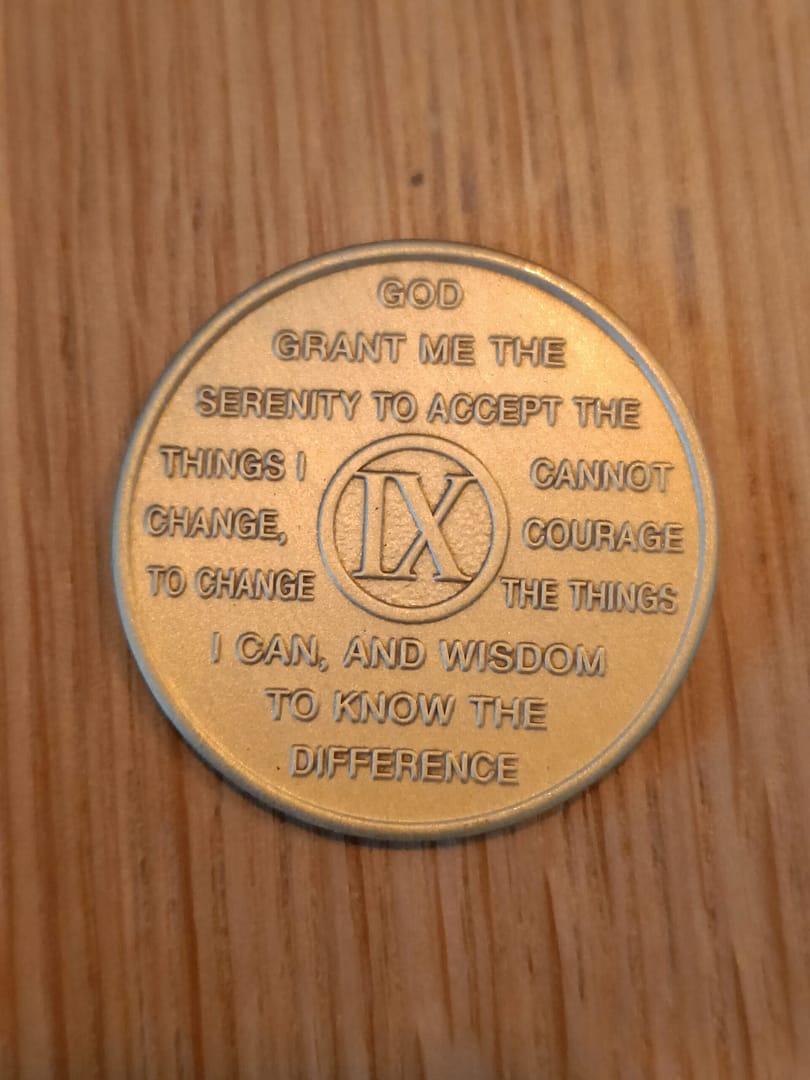 GOD
GRANT ME THE
SERENITY TO ACCEPT THE
THINGS I CANNOT
CHANGE, COURAGE
TO CHANGE THE THINGS
IX
I CAN, AND WISDOM
TO KNOW THE
DIFFERENCE